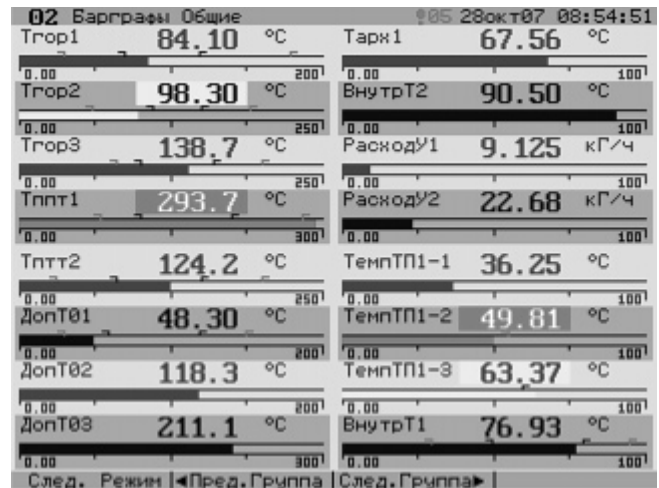 02 Барграфы Общие 05 28окт07 08:54:51
Тгор1 84.10 °C
0.00 200
Тгор2 98.30 °C
0.00 250
Тгор3 138.7 °C
0.00 250
Тппт1 293.7 °C
0.00 300
Тптт2 124.2 °C
0.00 250
ДопТ01 48.30 °C
0.00 200
ДопТ02 118.3 °C
0.00 200
ДопТ03 211.1 °C
0.00 300
Тарх1 67.56 °C
0.00 100
ВнутрТ2 90.50 °C
0.00 100
РасходУ1 9.125 кГ/ч
0.00 100
РасходУ2 22.68 кГ/ч
0.00 100
ТемпТП1-1 36.25 °C
0.00 100
ТемпТП1-2 49.81 °C
0.00 100
ТемпТП1-3 63.37 °C
0.00 100
ВнутрТ1 76.93 °C
0.00 100
След. Режим |◄Пред.Группа |След.Группа► |